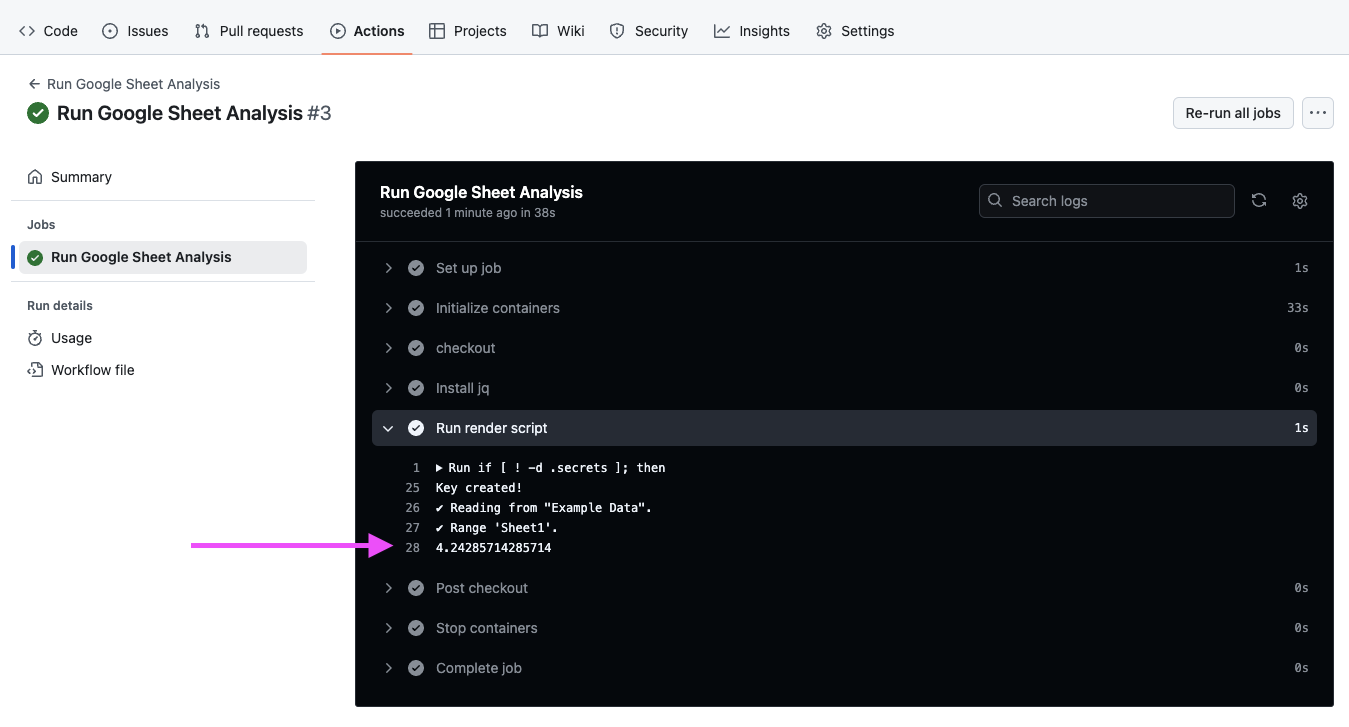 Code Issues Pull requests Actions Projects Wiki Security Insights Settings
Run Google Sheet Analysis
Run Google Sheet Analysis #3
Re-run all jobs
Summary
Jobs
Run Google Sheet Analysis
Run details
Usage
Workflow file
Run Google Sheet Analysis
succeeded 1 minute ago in 38s
Search logs
Set up job 1s
Initialize containers 33s
checkout 0s
Install jq 0s
Run render script 1s
1 Run if [ ! -d .secrets ]; then
25 Key created!
26 ✔ Reading from "Example Data".
27 ✔ Range 'Sheet1'.
28 4.24285714285714
Post checkout 0s
Stop containers 0s
Complete job 0s